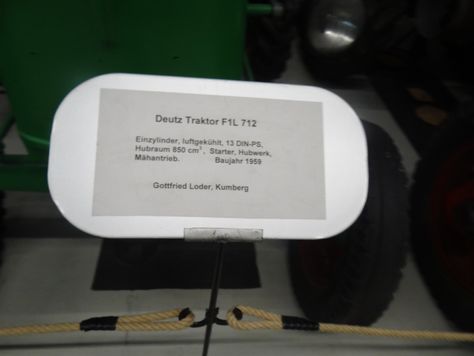 Deutz Traktor F1L 712
Einzylinder, luftgekühlt, 13 DIN-PS,
Hubraum 850 cm³, Starter, Hubwerk,
Mähantrieb. Baujahr 1959
Gottfried Loder, Kumberg